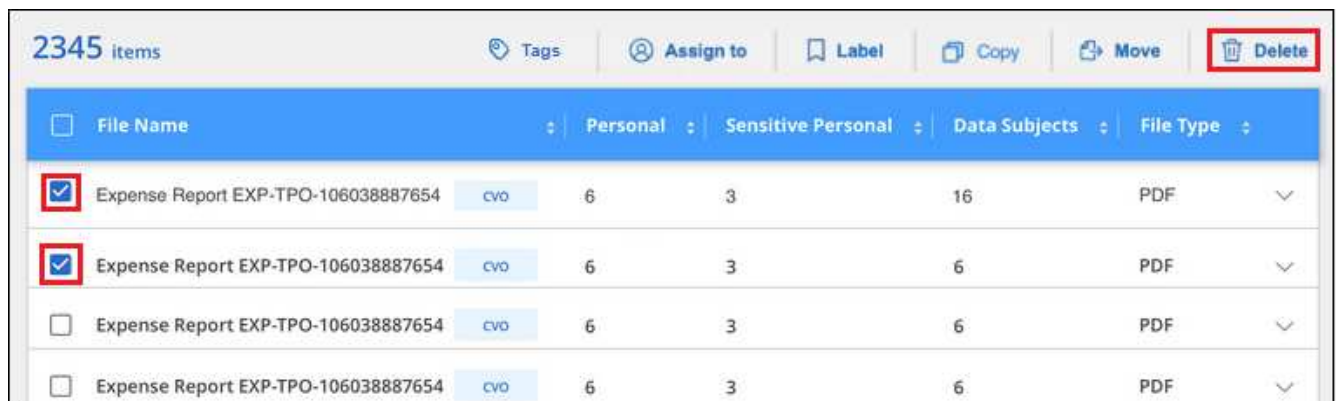 2345 items Tags Assign to Label Copy Move Delete
File Name Personal Sensitive Personal Data Subjects File Type
Expense Report EXP-TPO-106038887654 CVO 6 3 16 PDF
Expense Report EXP-TPO-106038887654 CVO 6 3 6 PDF
Expense Report EXP-TPO-106038887654 CVO 6 3 6 PDF
Expense Report EXP-TPO-106038887654 CVO 6 3 6 PDF